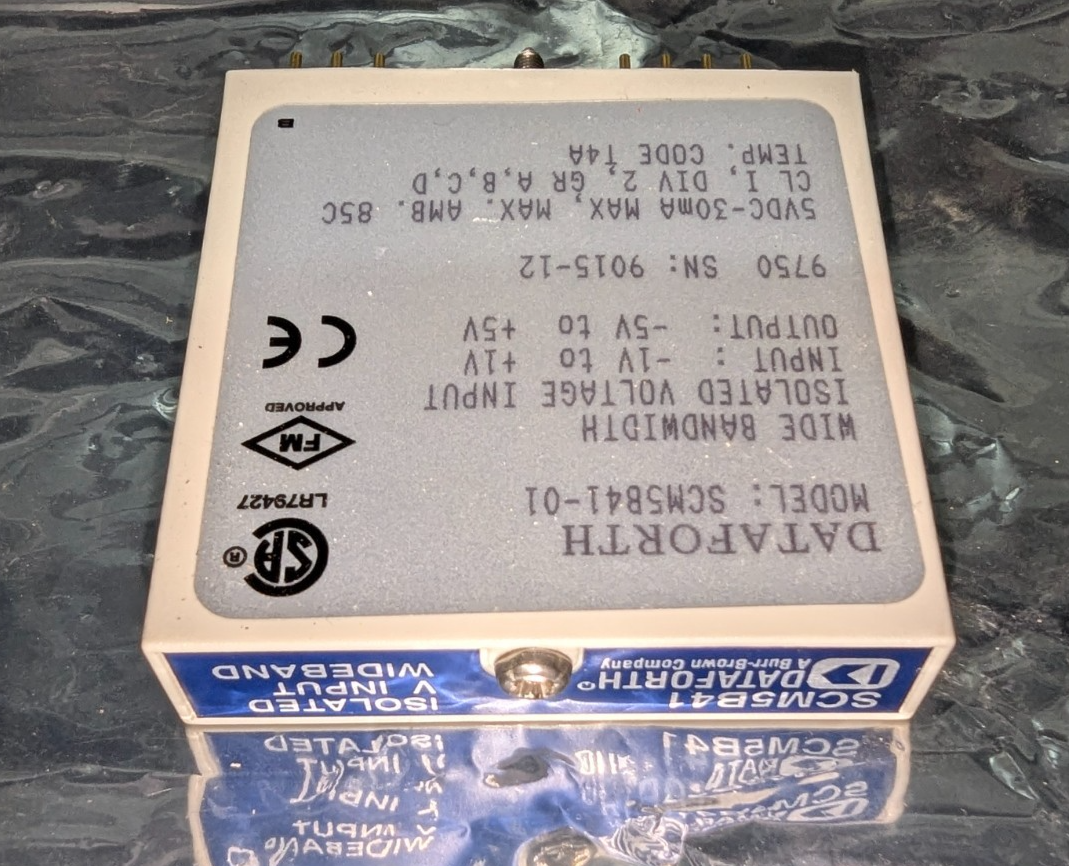 DATAFORTH
MODEL: SCM5B41-01
WIDE BANDWIDTH
ISOLATED VOLTAGE INPUT
INPUT : -1V to +1V
OUTPUT: -5V to +5V
9750 SN: 9015-12
5VDC-30mA MAX, MAX. AMB. 85C
CL I, DIV 2, GR A,B,C,D
TEMP. CODE T4A
SA ®
LR79427
FM
APPROVED
CE
SCM5B41
DATAFORTH®
A Burr-Brown Company
ISOLATED
V INPUT
WIDEBAND